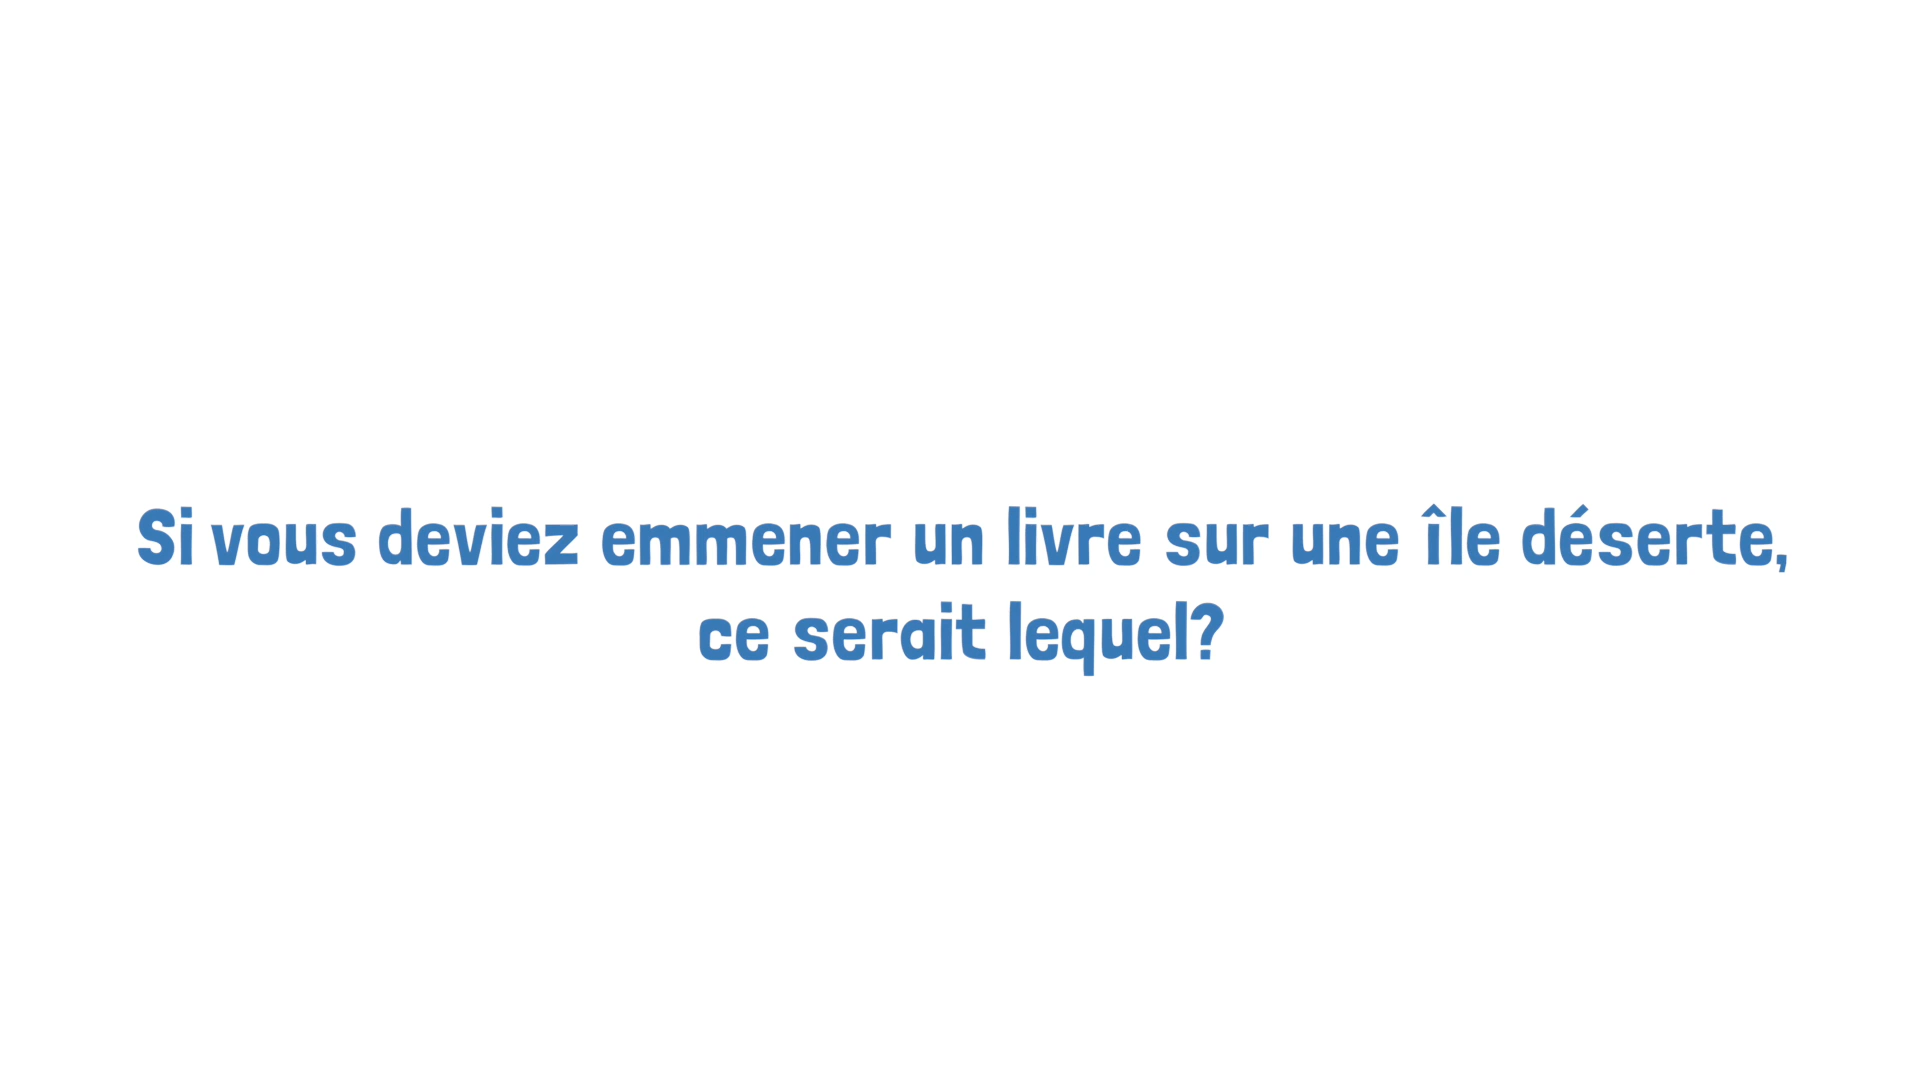 Si vous deviez emmener un livre sur une île déserte,
ce serait lequel?